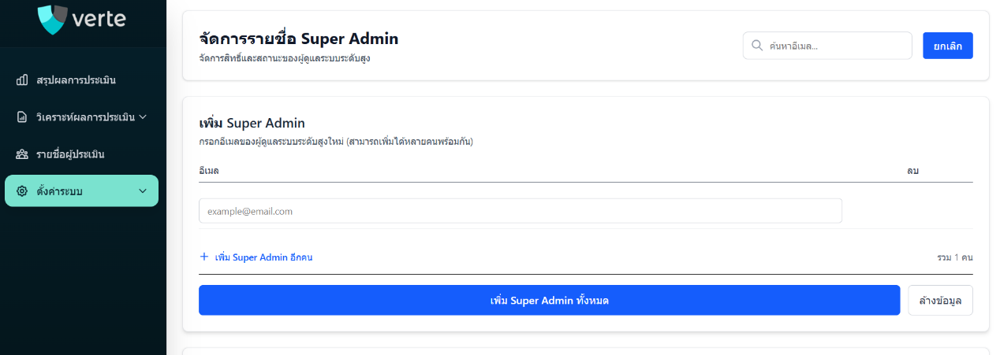 verte
สรุปผลการประเมิน
วิเคราะห์ผลการประเมิน
รายชื่อผู้ประเมิน
ตั้งค่าระบบ
จัดการรายชื่อ Super Admin
จัดการสิทธิ์และสถานะของผู้ดูแลระบบระดับสูง
ค้นหาอีเมล...
ยกเลิก
เพิ่ม Super Admin
กรอกอีเมลของผู้ดูแลระบบระดับสูงใหม่ (สามารถเพิ่มได้หลายคนพร้อมกัน)
อีเมล ลบ
example@email.com
+ เพิ่ม Super Admin อีกคน รวม 1 คน
เพิ่ม Super Admin ทั้งหมด ล้างข้อมูล